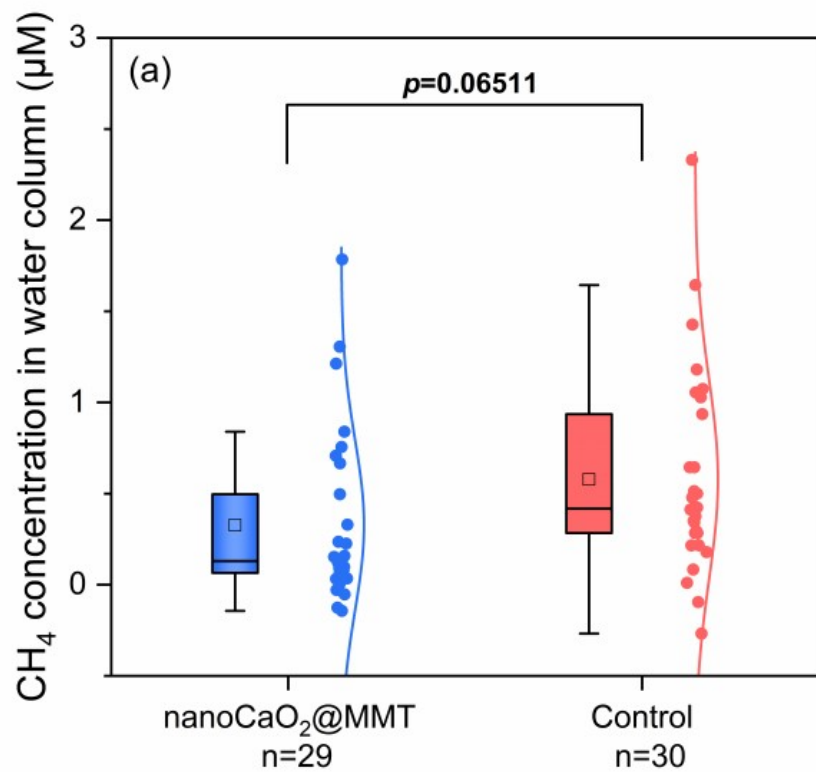 CH₄ concentration in water column (µM)
3
2
1
0
(a)
p=0.06511
nanoCaO₂@MMT
n=29
Control
n=30